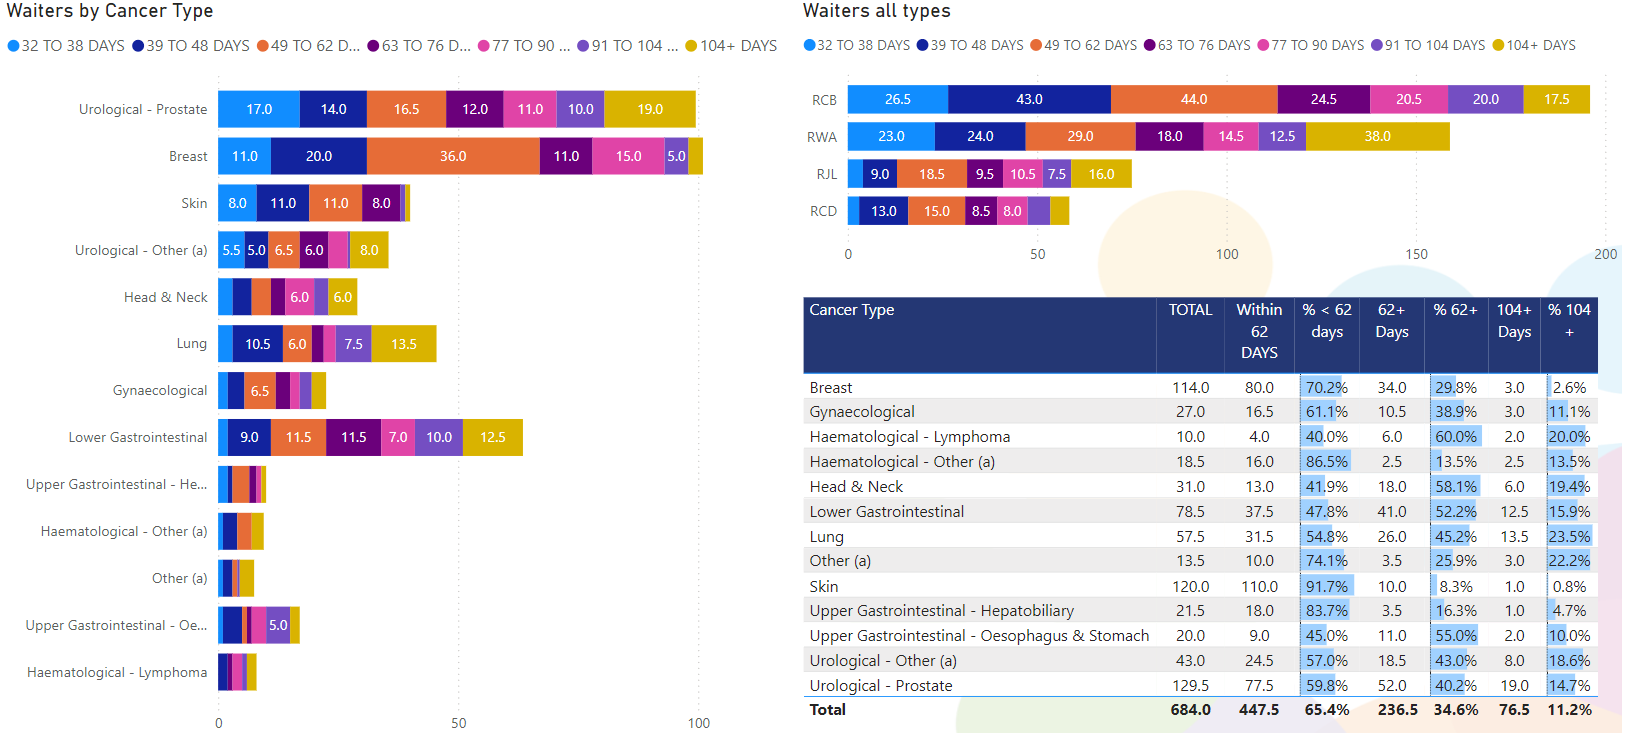 Waiters by Cancer Type
32 TO 38 DAYS 39 TO 48 DAYS 49 TO 62 D... 63 TO 76 D... 77 TO 90 ... 91 TO 104 ... 104+ DAYS
Urological - Prostate 17.0 14.0 16.5 12.0 11.0 10.0 19.0
Breast 11.0 20.0 36.0 11.0 15.0 5.0
Skin 8.0 11.0 11.0 8.0
Urological - Other (a) 5.5 5.0 6.5 6.0 8.0
Head & Neck 6.0 6.0
Lung 10.5 6.0 7.5 13.5
Gynaecological 6.5
Lower Gastrointestinal 9.0 11.5 11.5 7.0 10.0 12.5
Upper Gastrointestinal - He...
Haematological - Other (a)
Other (a)
Upper Gastrointestinal - Oe... 5.0
Haematological - Lymphoma
0 50 100
Waiters all types
32 TO 38 DAYS 39 TO 48 DAYS 49 TO 62 DAYS 63 TO 76 DAYS 77 TO 90 DAYS 91 TO 104 DAYS 104+ DAYS
RCB 26.5 43.0 44.0 24.5 20.5 20.0 17.5
RWA 23.0 24.0 29.0 18.0 14.5 12.5 38.0
RJL 9.0 18.5 9.5 10.5 7.5 16.0
RCD 13.0 15.0 8.5 8.0
0 50 100 150 200
Cancer Type TOTAL Within 62+ % 62+ 104+ % 104
62 days Days Days +
DAYS
Breast 114.0 80.0 70.2% 34.0 29.8% 3.0 2.6%
Gynaecological 27.0 16.5 61.1% 10.5 38.9% 3.0 11.1%
Haematological - Lymphoma 10.0 4.0 40.0% 6.0 60.0% 2.0 20.0%
Haematological - Other (a) 18.5 16.0 86.5% 2.5 13.5% 2.5 13.5%
Head & Neck 31.0 13.0 41.9% 18.0 58.1% 6.0 19.4%
Lower Gastrointestinal 78.5 37.5 47.8% 41.0 52.2% 12.5 15.9%
Lung 57.5 31.5 54.8% 26.0 45.2% 13.5 23.5%
Other (a) 13.5 10.0 74.1% 3.5 25.9% 3.0 22.2%
Skin 120.0 110.0 91.7% 10.0 8.3% 1.0 0.8%
Upper Gastrointestinal - Hepatobiliary 21.5 18.0 83.7% 3.5 16.3% 1.0 4.7%
Upper Gastrointestinal - Oesophagus & Stomach 20.0 9.0 45.0% 11.0 55.0% 2.0 10.0%
Urological - Other (a) 43.0 24.5 57.0% 18.5 43.0% 8.0 18.6%
Urological - Prostate 129.5 77.5 59.8% 52.0 40.2% 19.0 14.7%
Total 684.0 447.5 65.4% 236.5 34.6% 76.5 11.2%